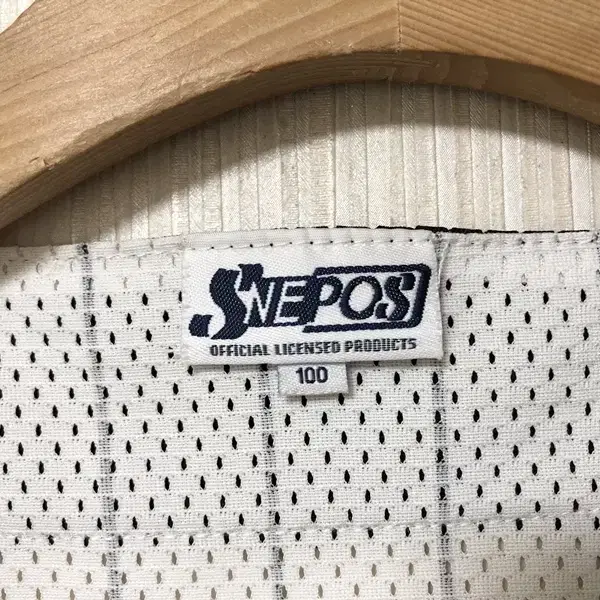 S'NEPOS
OFFICIAL LICENSED PRODUCTS
100